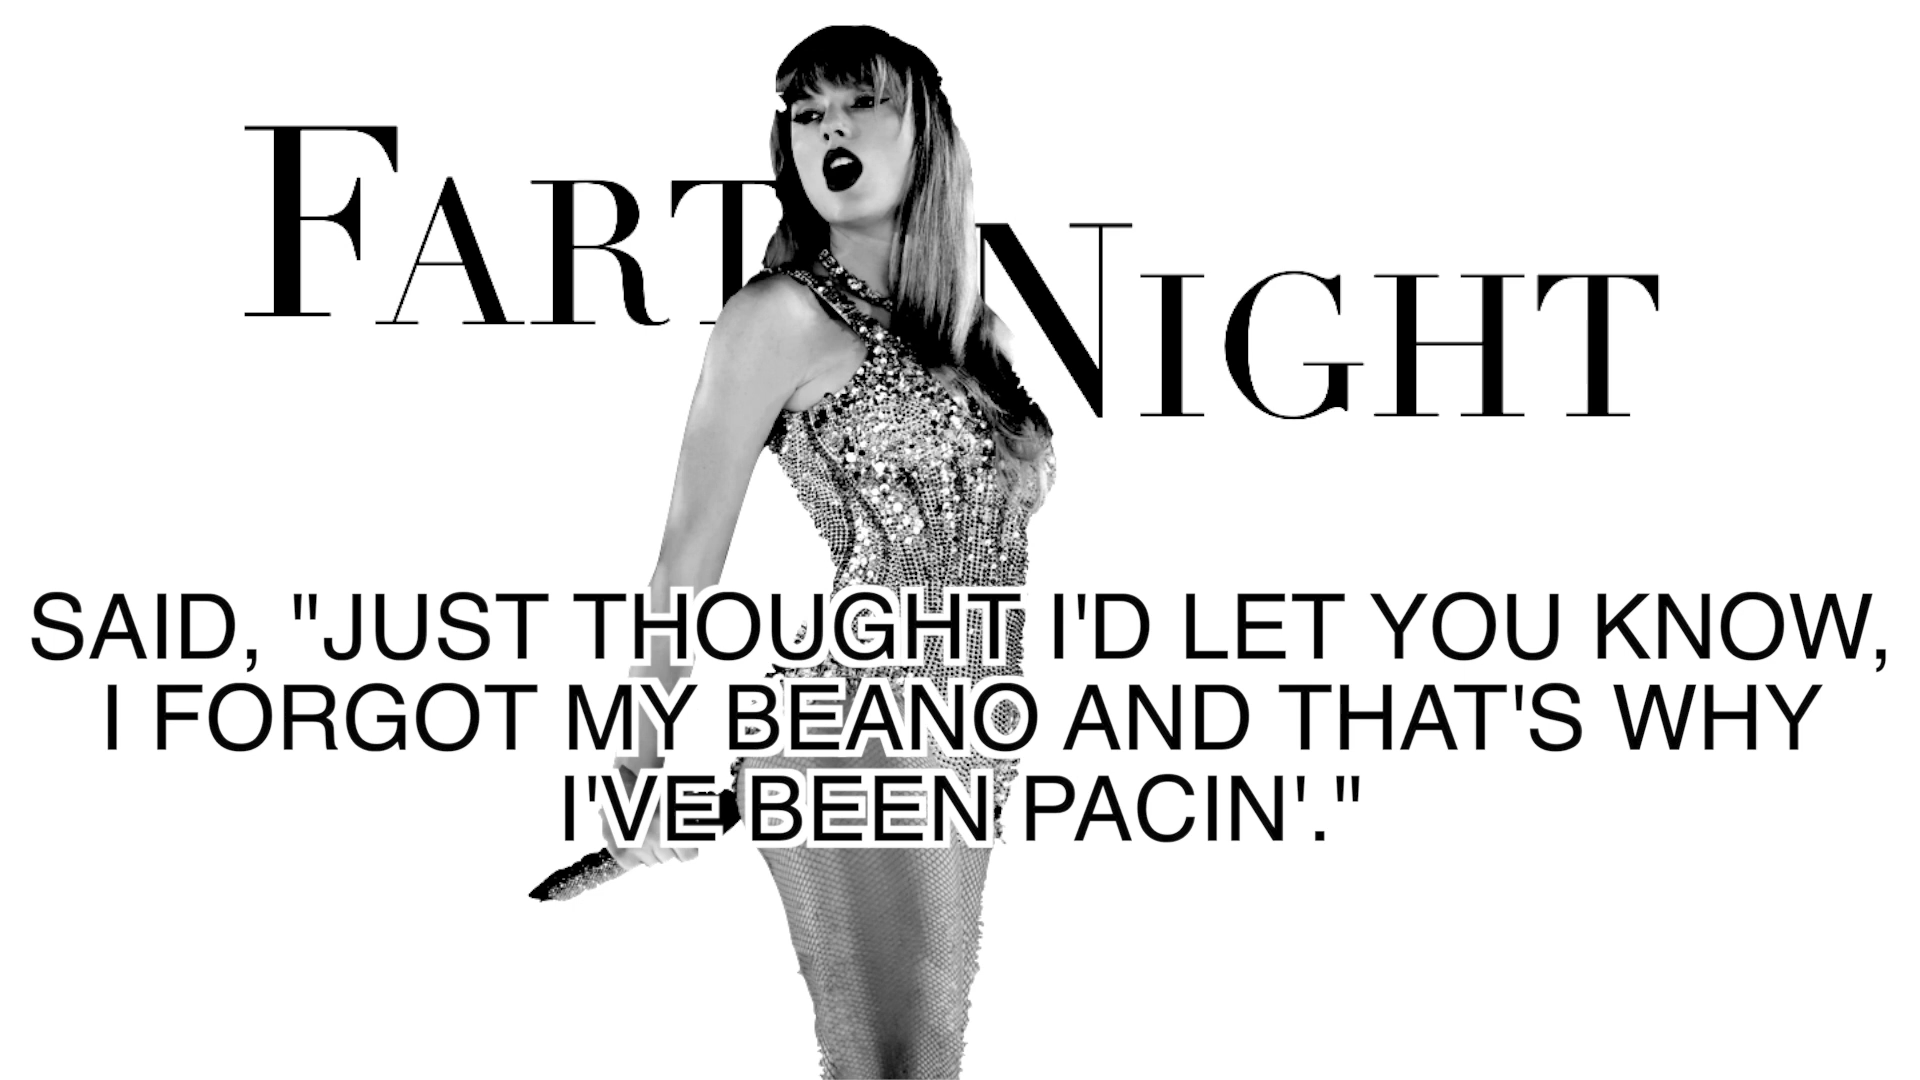 FART NIGHT
SAID, "JUST THOUGHT I'D LET YOU KNOW,
I FORGOT MY BEANO AND THAT'S WHY
I'VE BEEN PACIN'."